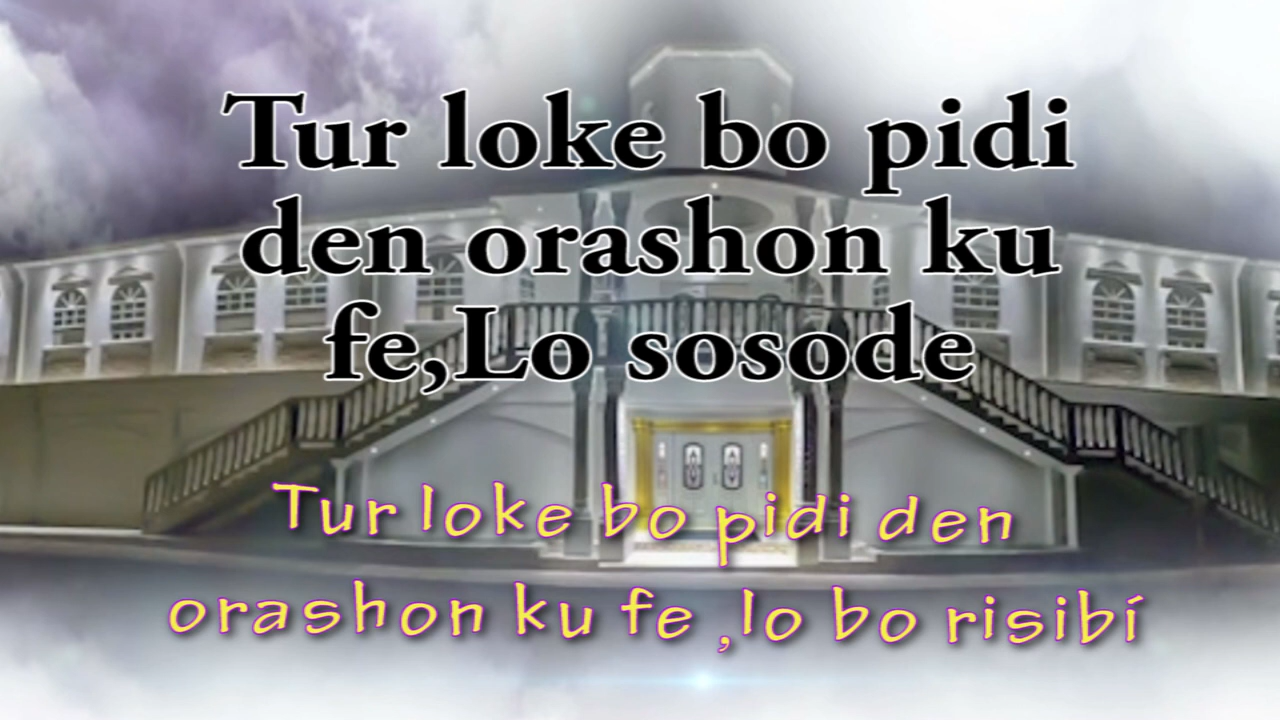 Tur loke bo pidi
den orashon ku
fe,Lo sosode
Tur loke bo pidi den
orashon ku fe ,lo bo risibí